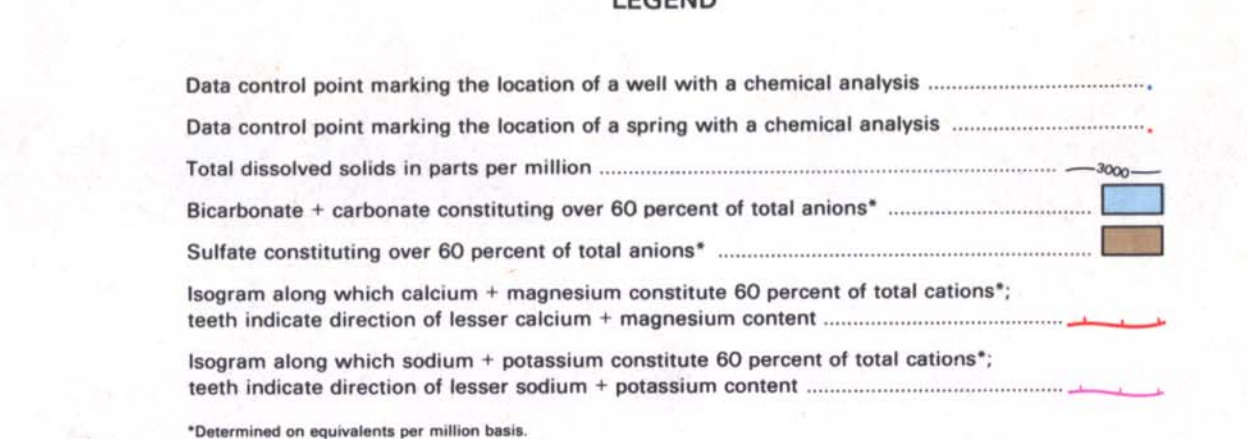 LEGEND
Data control point marking the location of a well with a chemical analysis
Data control point marking the location of a spring with a chemical analysis
Total dissolved solids in parts per million 3000
Bicarbonate + carbonate constituting over 60 percent of total anions*
Sulfate constituting over 60 percent of total anions*
Isogram along which calcium + magnesium constitute 60 percent of total cations*;
teeth indicate direction of lesser calcium + magnesium content
Isogram along which sodium + potassium constitute 60 percent of total cations*;
teeth indicate direction of lesser sodium + potassium content
*Determined on equivalents per million basis.